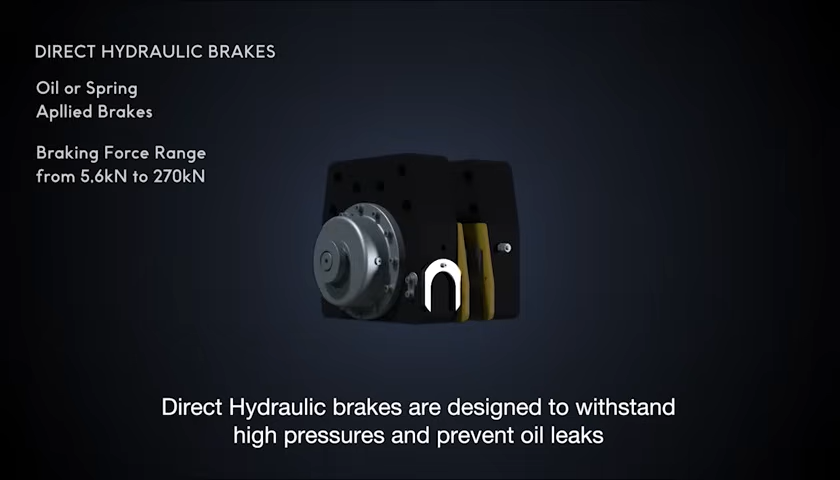 DIRECT HYDRAULIC BRAKES
Oil or Spring
Apllied Brakes
Braking Force Range
from 5.6kN to 270kN
Direct Hydraulic brakes are designed to withstand
high pressures and prevent oil leaks